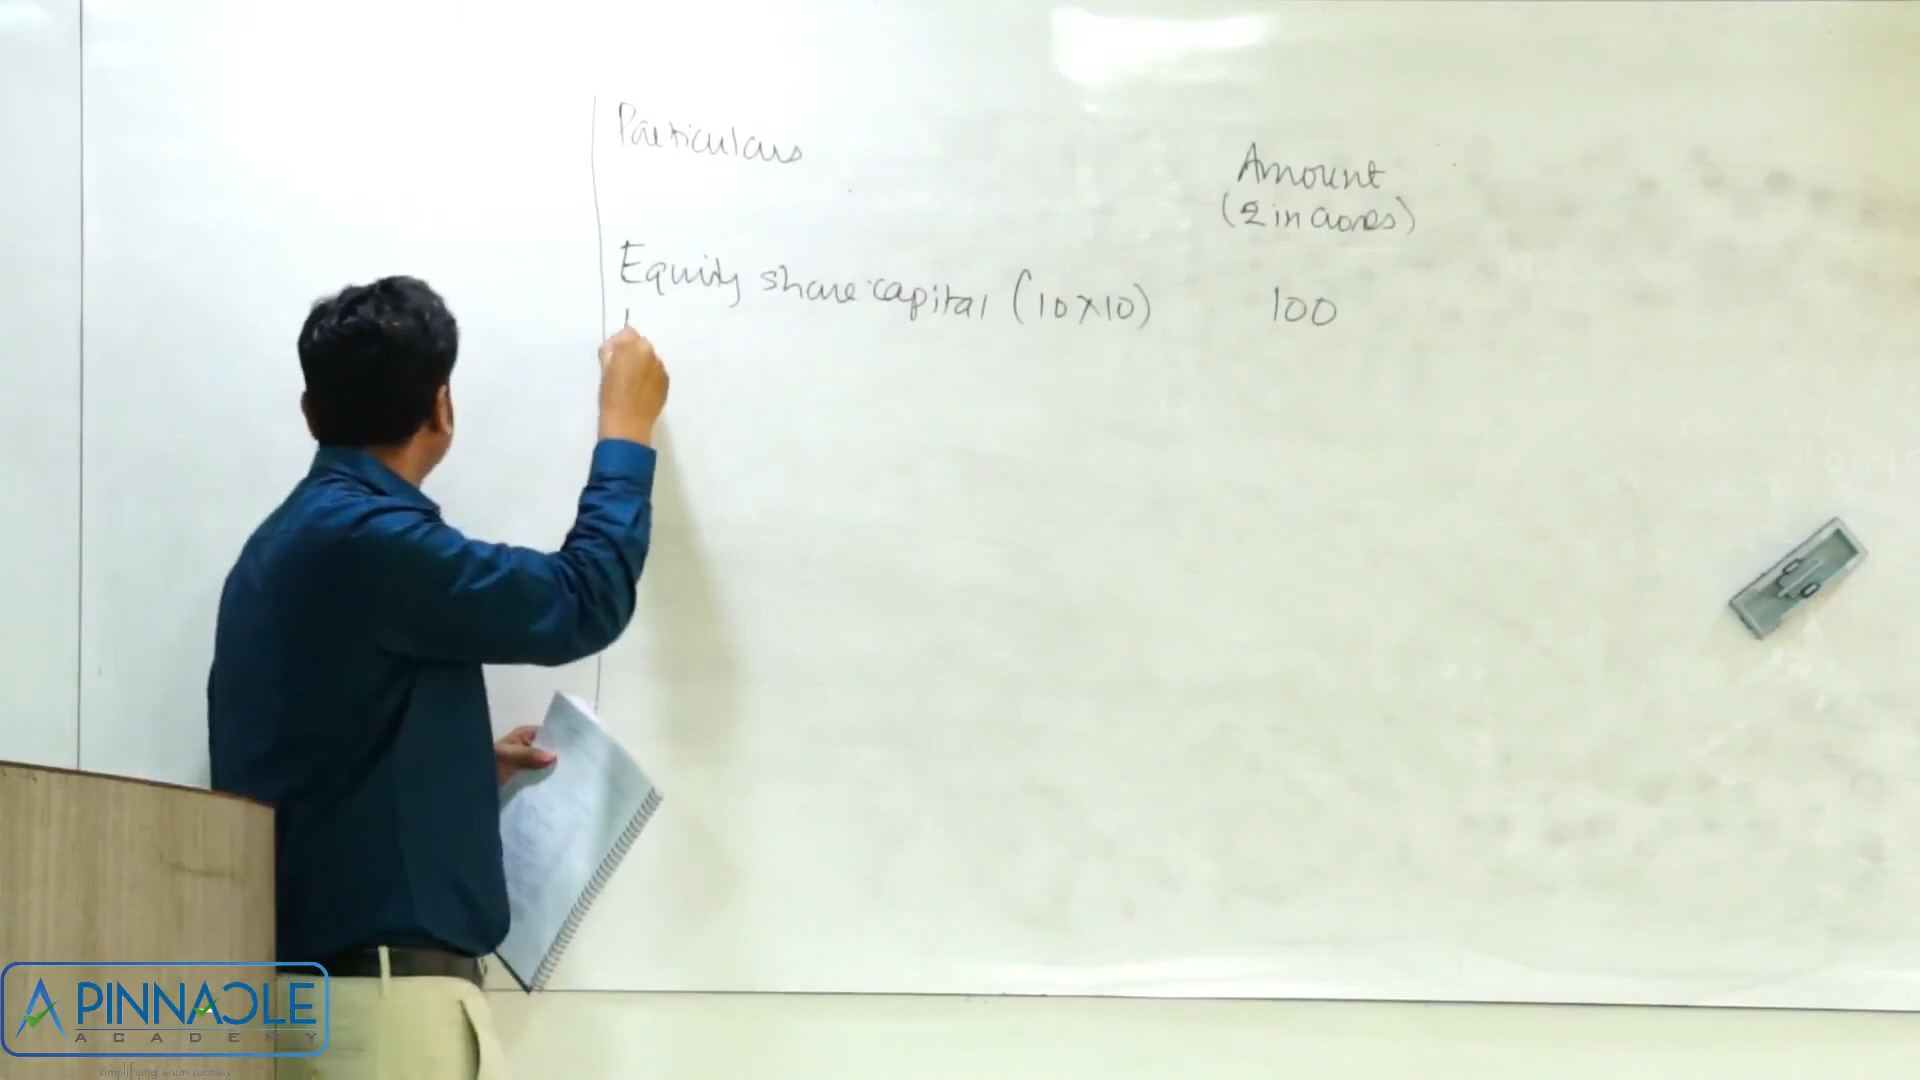 Particulars
Amount
(₹ in crores)
Equity share capital (10×10) 100
PINNACLE
ACADEMY
simplifying your success